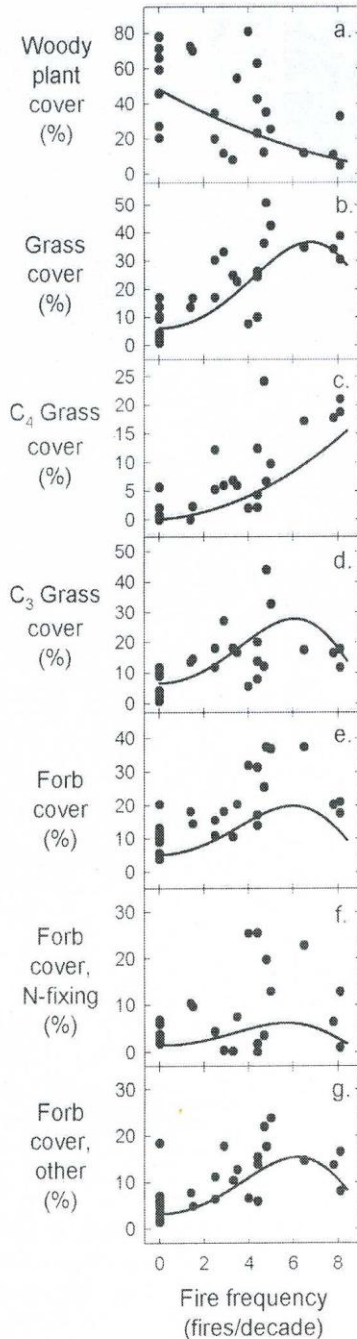 Woody
plant
cover
(%)
80
60
40
20
0
a.
Grass
cover
(%)
50
40
30
20
10
0
b.
C₄ Grass
cover
(%)
25
20
15
10
5
0
c.
C₃ Grass
cover
(%)
50
40
30
20
10
0
d.
Forb
cover
(%)
40
30
20
10
0
e.
Forb
cover,
N-fixing
(%)
30
20
10
0
f.
Forb
cover,
other
(%)
30
20
10
0
g.
0 2 4 6 8
Fire frequency
(fires/decade)